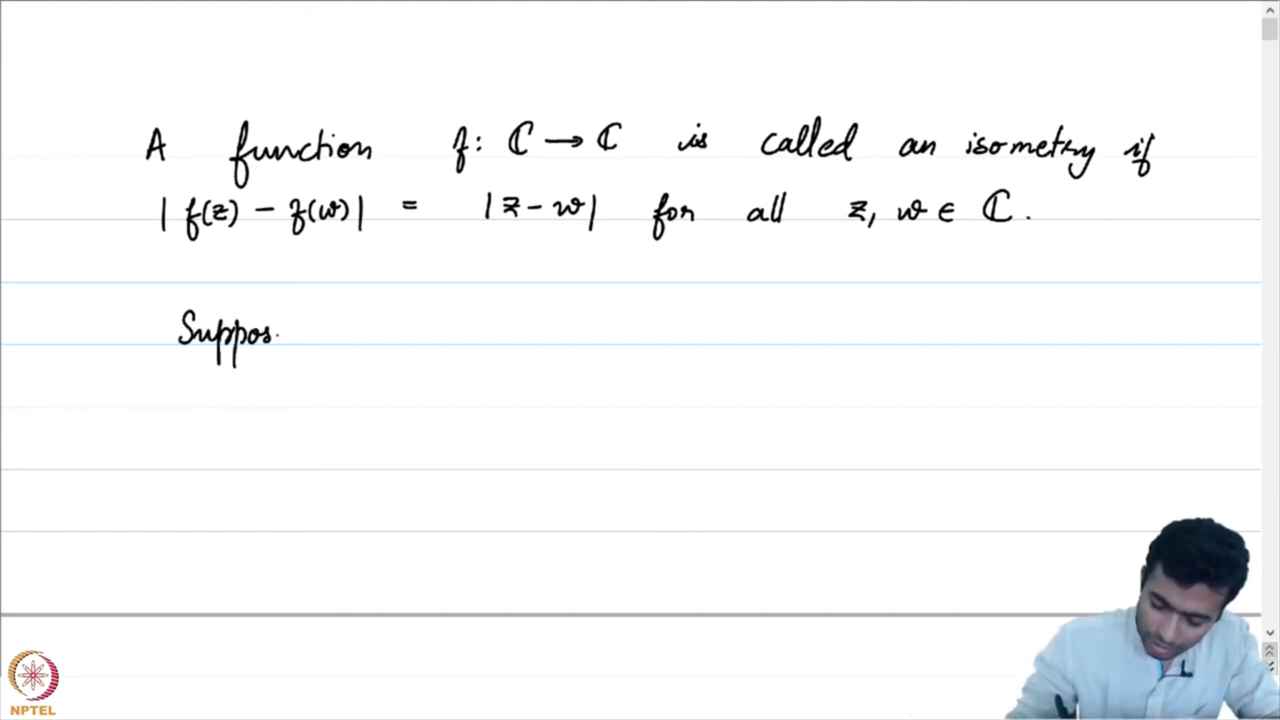 A function f: ℂ → ℂ is called an isometry if
| f(z) - f(w) | = | z - w | for all z, w ∈ ℂ.
Suppos.
NPTEL